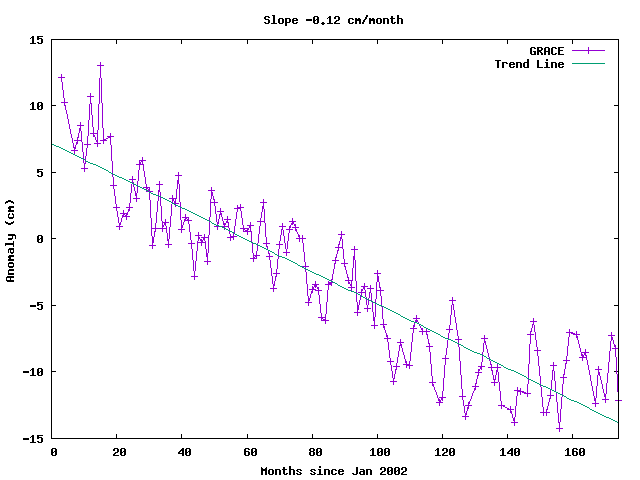 Slope -0.12 cm/month
GRACE
Trend Line
15
10
5
0
-5
-10
-15
Anomaly (cm)
0 20 40 60 80 100 120 140 160
Months since Jan 2002